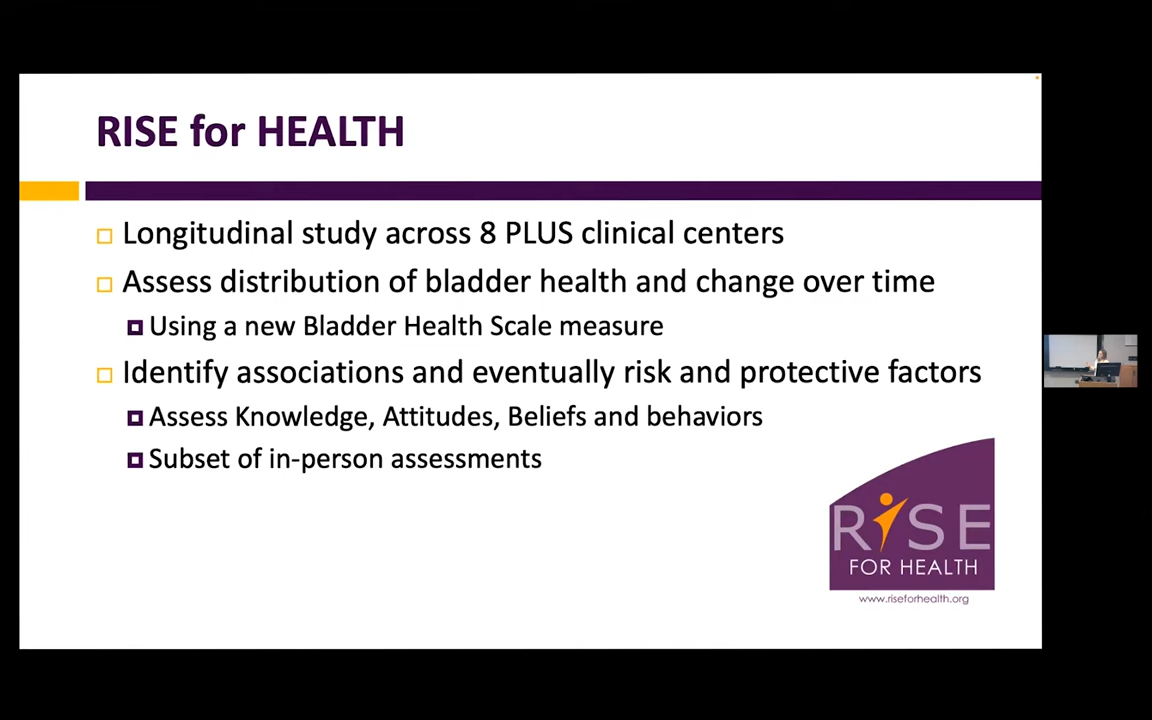 RISE for HEALTH
Longitudinal study across 8 PLUS clinical centers
Assess distribution of bladder health and change over time
Using a new Bladder Health Scale measure
Identify associations and eventually risk and protective factors
Assess Knowledge, Attitudes, Beliefs and behaviors
Subset of in-person assessments
RISE
FOR HEALTH
www.riseforhealth.org